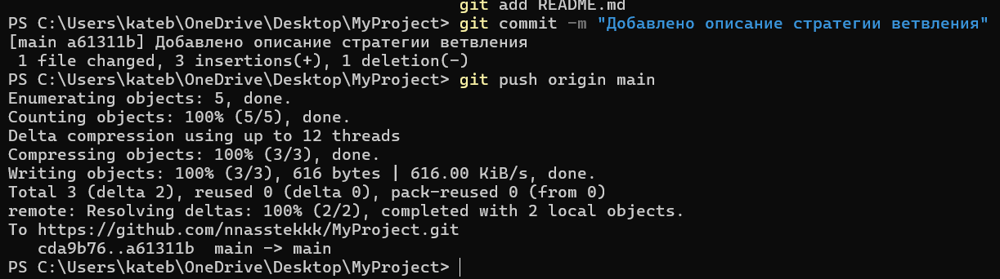 git add README.md
PS C:\Users\kateb\OneDrive\Desktop\MyProject> git commit -m "Добавлено описание стратегии ветвления"
[main a61311b] Добавлено описание стратегии ветвления
 1 file changed, 3 insertions(+), 1 deletion(-)
PS C:\Users\kateb\OneDrive\Desktop\MyProject> git push origin main
Enumerating objects: 5, done.
Counting objects: 100% (5/5), done.
Delta compression using up to 12 threads
Compressing objects: 100% (3/3), done.
Writing objects: 100% (3/3), 616 bytes | 616.00 KiB/s, done.
Total 3 (delta 2), reused 0 (delta 0), pack-reused 0 (from 0)
remote: Resolving deltas: 100% (2/2), completed with 2 local objects.
To https://github.com/nnasstekkk/MyProject.git
   cda9b76..a61311b  main -> main
PS C:\Users\kateb\OneDrive\Desktop\MyProject>